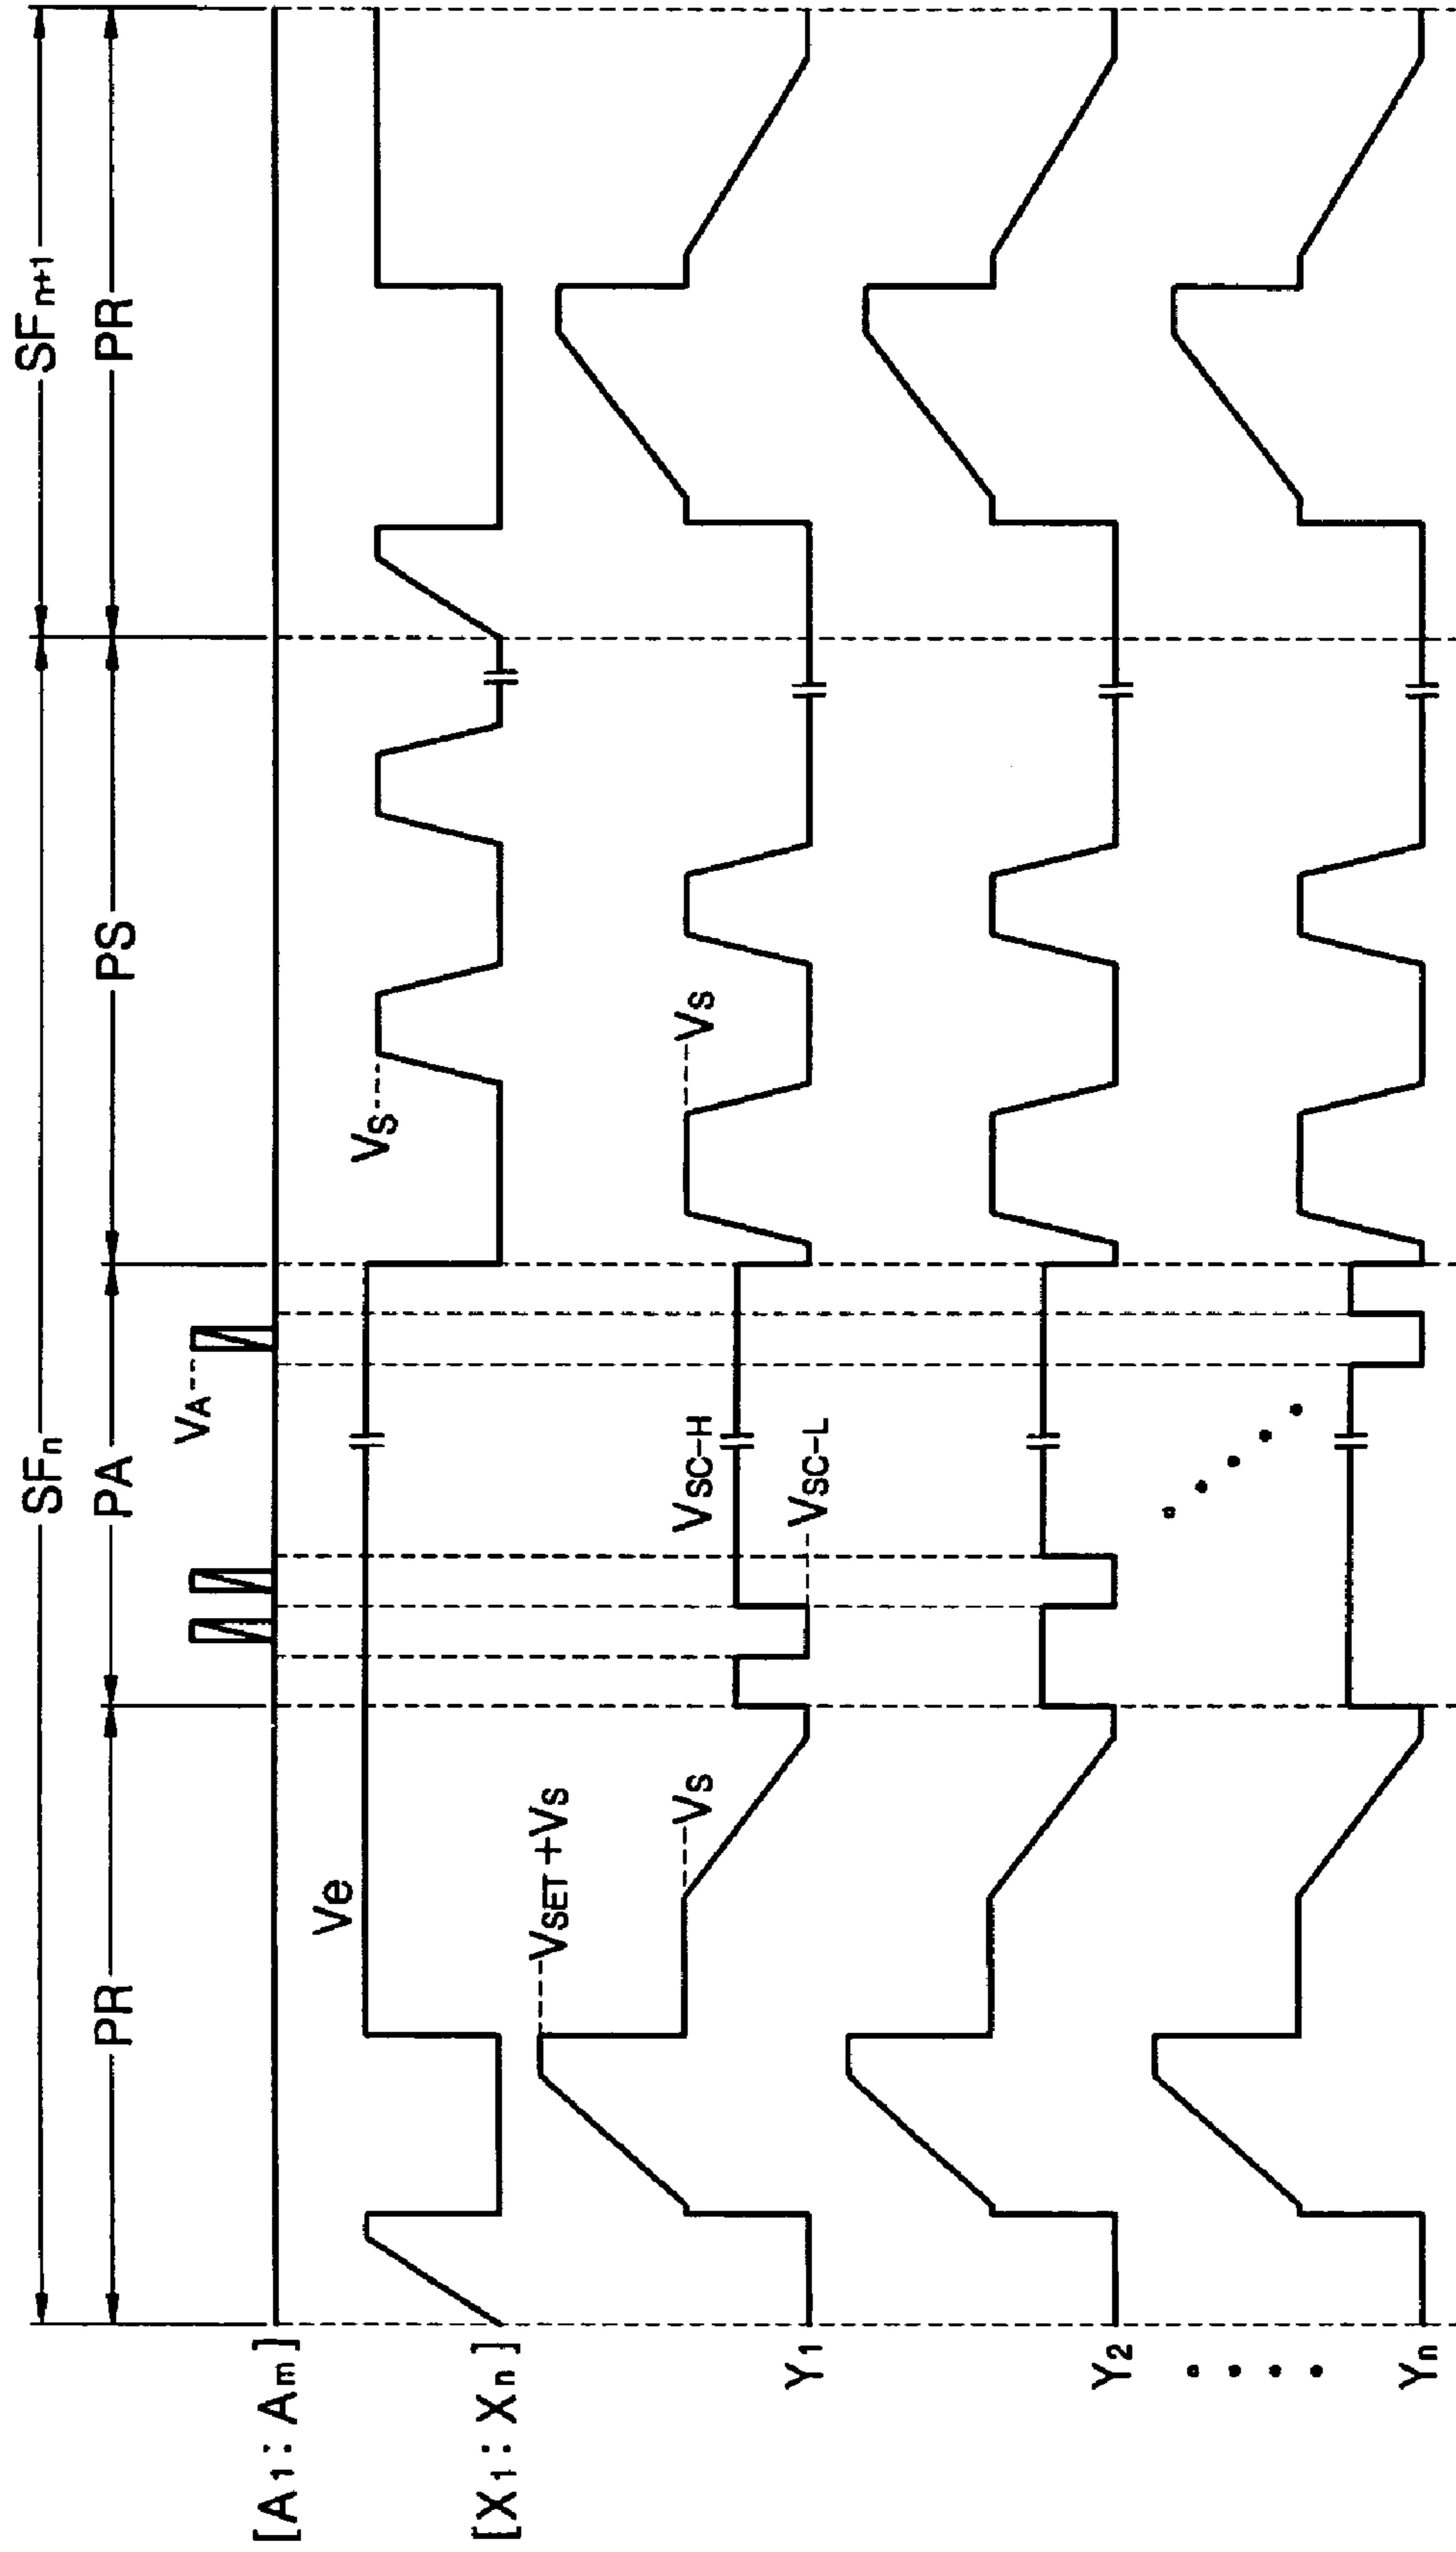 SFn SFn+1
PR PA PS PR
VA
[A1 : Am]
Ve
VS
[X1 : Xn]
VSET+VS
VS VSC-H VS
VSC-L
Y1
Y2
Yn